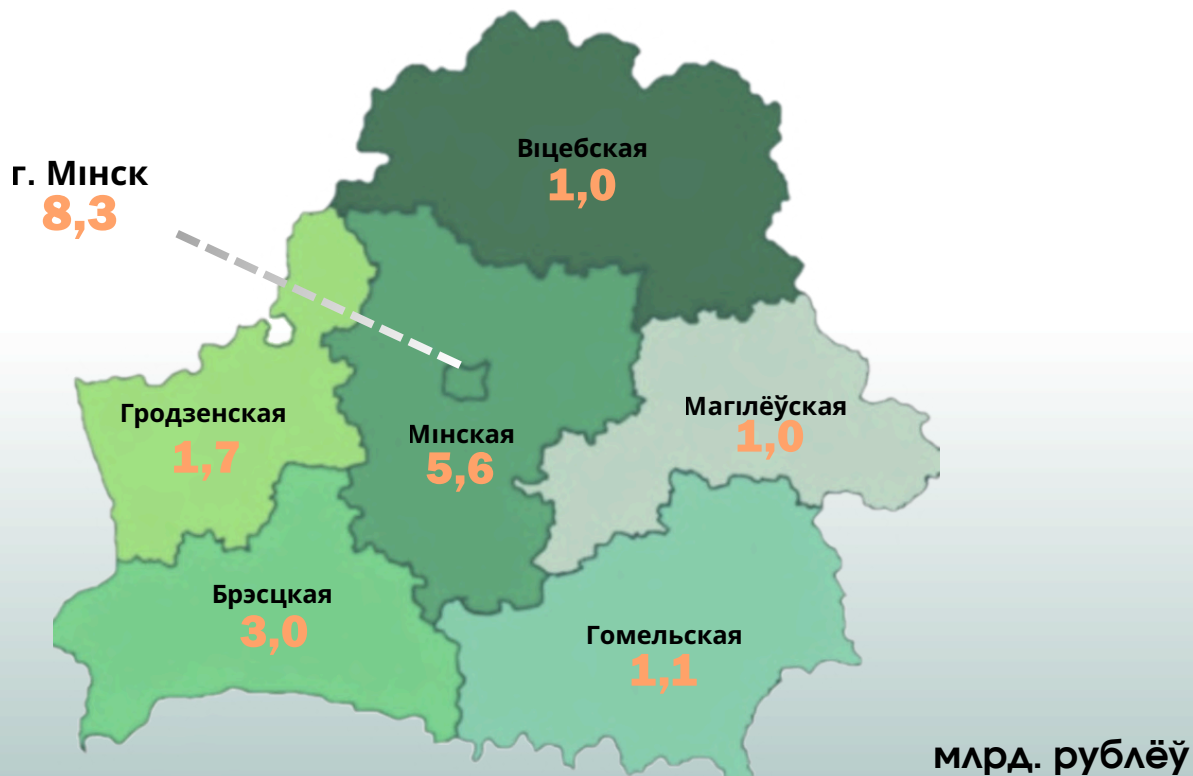 Віцебская
1,0
г. Мінск
8,3
Гродзенская
1,7
Мінская
5,6
Магілёўская
1,0
Брэсцкая
3,0
Гомельская
1,1
млрд. рублёў